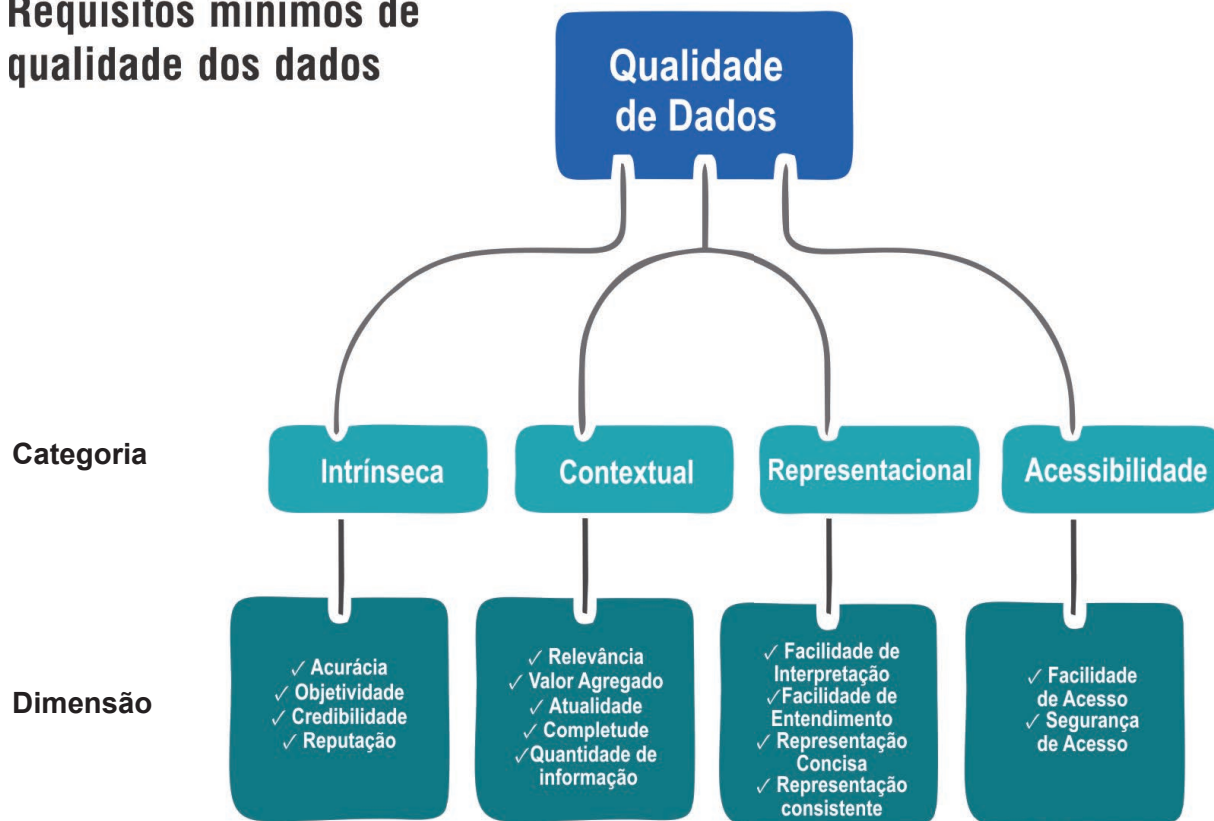 Requisitos mínimos de
qualidade dos dados
Qualidade
de Dados
Categoria
Intrínseca
Contextual
Representacional
Acessibilidade
Dimensão
✓ Acurácia
✓ Objetividade
✓ Credibilidade
✓ Reputação
✓ Relevância
✓ Valor Agregado
✓ Atualidade
✓ Completude
✓Quantidade de
informação
✓ Facilidade de
Interpretação
✓Facilidade de
Entendimento
✓ Representação
Concisa
✓ Representação
consistente
✓ Facilidade
de Acesso
✓ Segurança
de Acesso